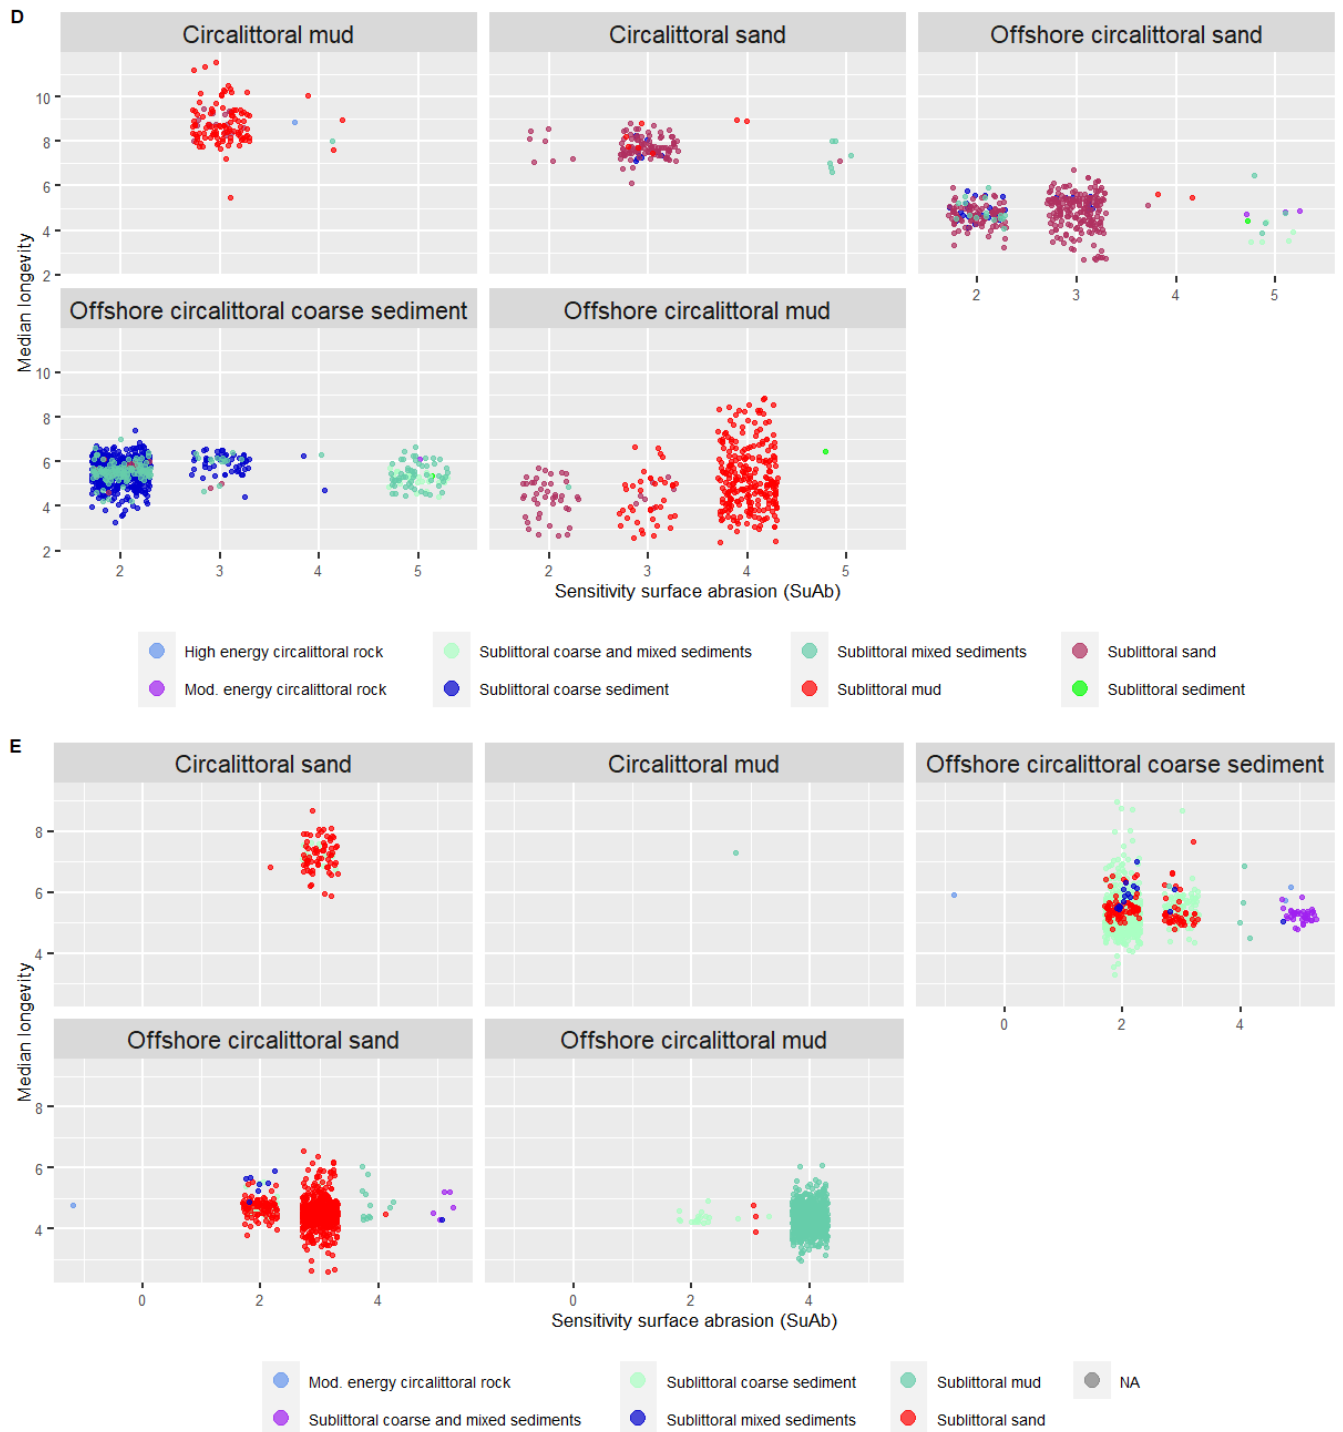 D
Circalittoral mud
Circalittoral sand
Offshore circalittoral sand
10
8
6
4
2
2 3 4 5
Offshore circalittoral coarse sediment
Offshore circalittoral mud
10
8
6
4
2
2 3 4 5
2 3 4 5
Median longevity
Sensitivity surface abrasion (SuAb)
High energy circalittoral rock
Sublittoral coarse and mixed sediments
Sublittoral mixed sediments
Sublittoral sand
Mod. energy circalittoral rock
Sublittoral coarse sediment
Sublittoral mud
Sublittoral sediment
E
Circalittoral sand
Circalittoral mud
Offshore circalittoral coarse sediment
8
6
4
0 2 4
Offshore circalittoral sand
Offshore circalittoral mud
8
6
4
0 2 4
0 2 4
Median longevity
Sensitivity surface abrasion (SuAb)
Mod. energy circalittoral rock
Sublittoral coarse sediment
Sublittoral mud
NA
Sublittoral coarse and mixed sediments
Sublittoral mixed sediments
Sublittoral sand